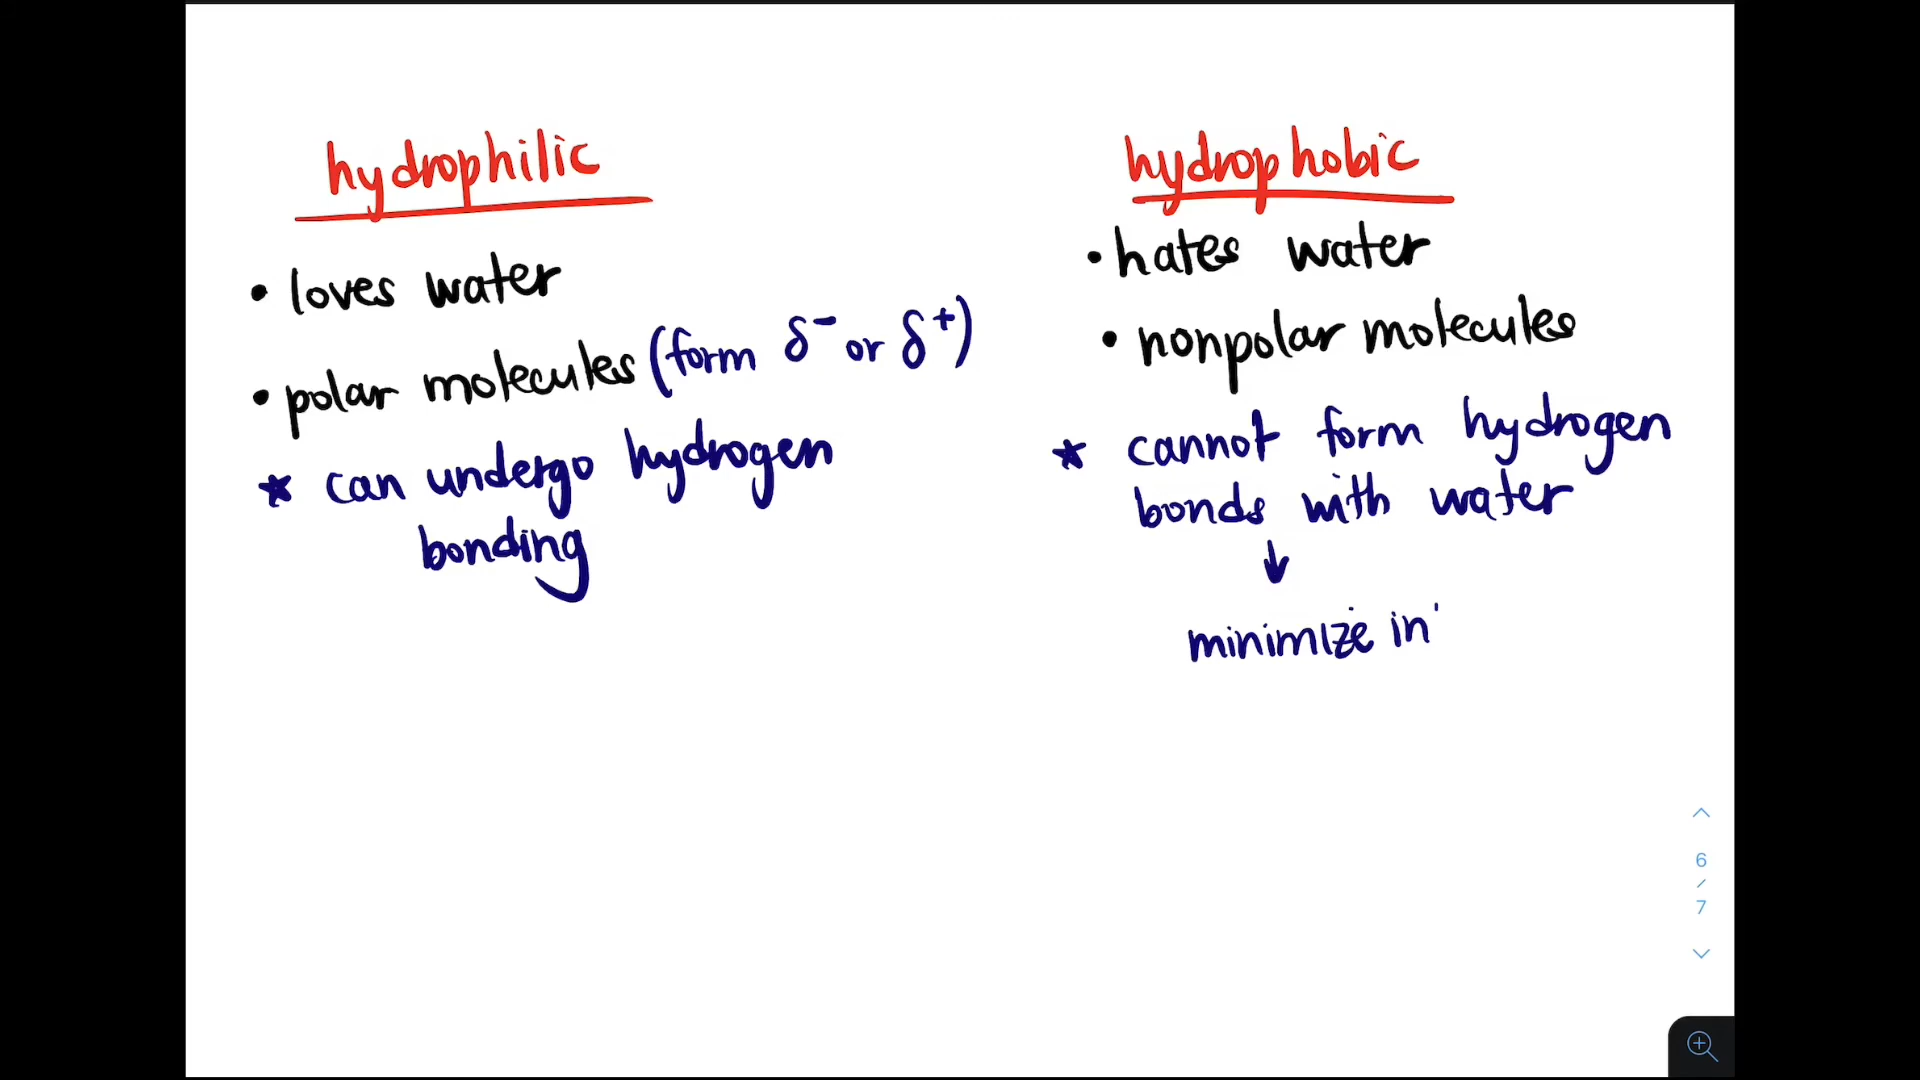 hydrophilic
• loves water
• polar molecules (form δ⁻ or δ⁺)
* can undergo hydrogen
bonding
hydrophobic
• hates water
• nonpolar molecules
* cannot form hydrogen
bonds with water
↓
minimize in
6
/
7